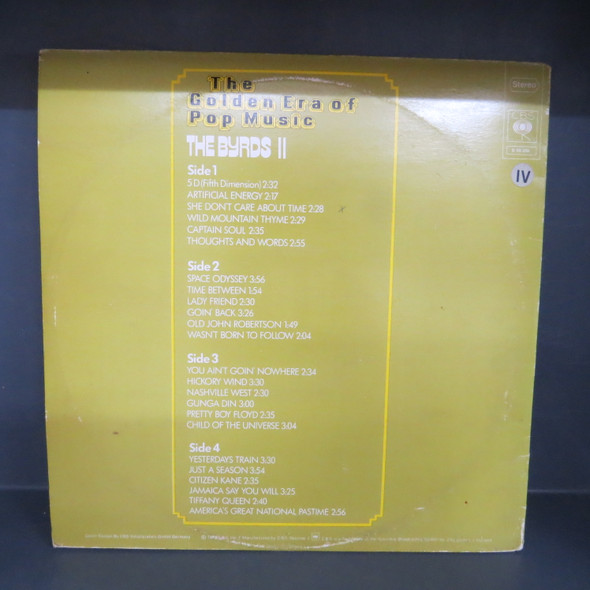 The
Golden Era of
Pop Music
THE BYRDS II
Side 1
5 D (Fifth Dimension) 2:32
ARTIFICIAL ENERGY 2:17
SHE DON'T CARE ABOUT TIME 2:28
WILD MOUNTAIN THYME 2:29
CAPTAIN SOUL 2:35
THOUGHTS AND WORDS 2:55
Side 2
SPACE ODYSSEY 3:56
TIME BETWEEN 1:54
LADY FRIEND 2:30
GOIN' BACK 3:26
OLD JOHN ROBERTSON 1:49
WASN'T BORN TO FOLLOW 2:04
Side 3
YOU AIN'T GOIN' NOWHERE 2:34
HICKORY WIND 3:30
NASHVILLE WEST 2:30
GUNGA DIN 3:00
PRETTY BOY FLOYD 2:35
CHILD OF THE UNIVERSE 3:04
Side 4
YESTERDAYS TRAIN 3:30
JUST A SEASON 3:54
CITIZEN KANE 2:35
JAMAICA SAY YOU WILL 3:25
TIFFANY QUEEN 2:40
AMERICA'S GREAT NATIONAL PASTIME 2:56
Stereo
CBS
IV